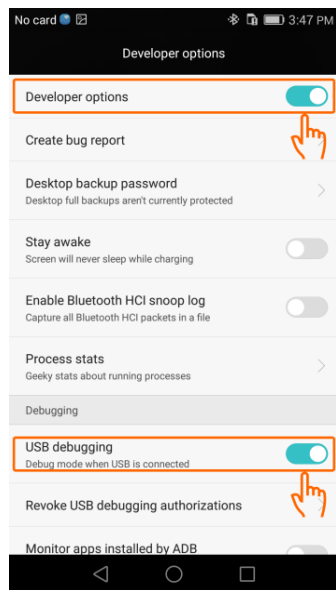 No card 3:47 PM
Developer options
Developer options
Create bug report
Desktop backup password
Desktop full backups aren't currently protected
Stay awake
Screen will never sleep while charging
Enable Bluetooth HCI snoop log
Capture all Bluetooth HCI packets in a file
Process stats
Geeky stats about running processes
Debugging
USB debugging
Debug mode when USB is connected
Revoke USB debugging authorizations
Monitor apps installed by ADB